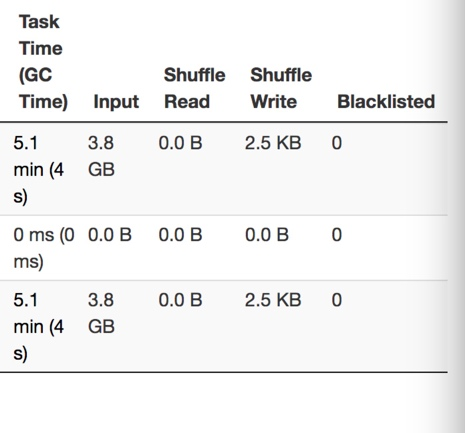 Task
Time
(GC Shuffle Shuffle
Time) Input Read Write Blacklisted
5.1 3.8 0.0 B 2.5 KB 0
min (4 GB
s)
0 ms (0 0.0 B 0.0 B 0.0 B 0
ms)
5.1 3.8 0.0 B 2.5 KB 0
min (4 GB
s)